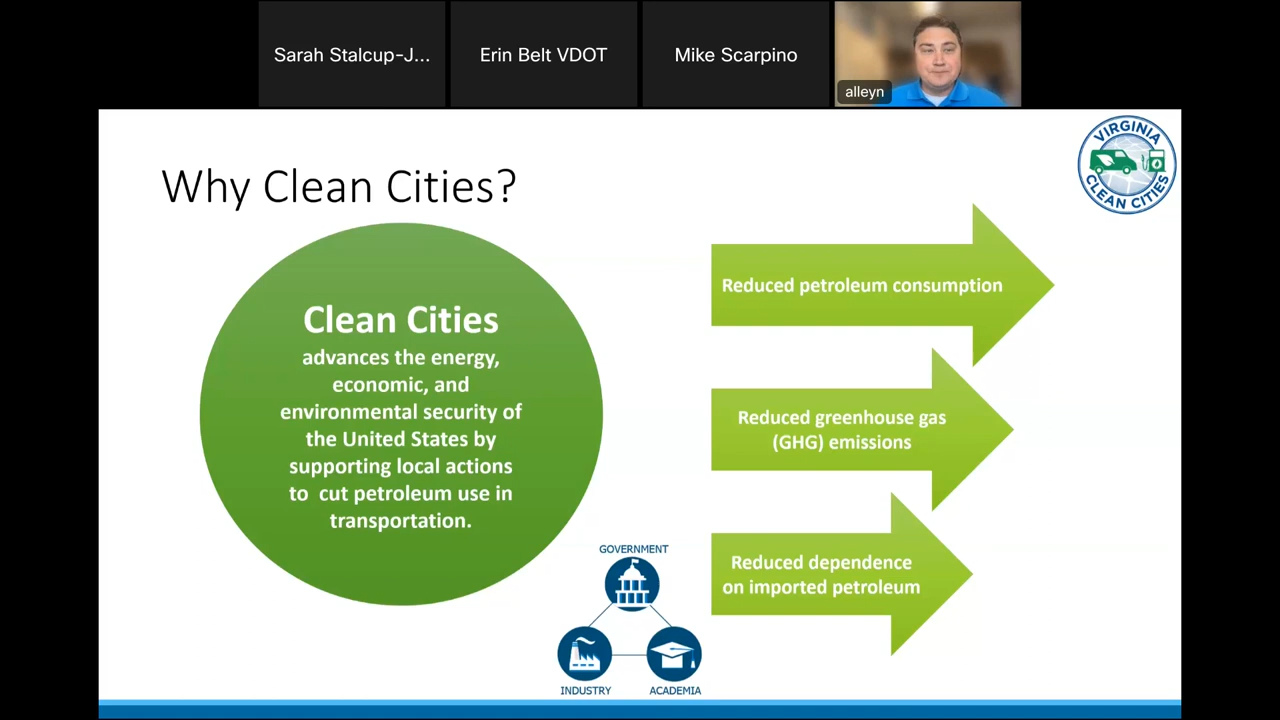 Sarah Stalcup-J...
Erin Belt VDOT
Mike Scarpino
alleyn
VIRGINIA
CLEAN CITIES
Why Clean Cities?
Clean Cities
advances the energy,
economic, and
environmental security of
the United States by
supporting local actions
to cut petroleum use in
transportation.
Reduced petroleum consumption
Reduced greenhouse gas
(GHG) emissions
Reduced dependence
on imported petroleum
GOVERNMENT
INDUSTRY
ACADEMIA